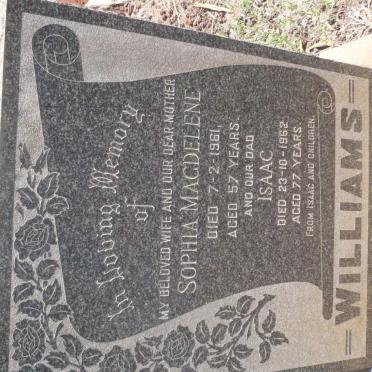 In Loving Memory
of
MY BELOVED WIFE AND OUR DEAR MOTHER
SOPHIA MAGDELENE
DIED 7-2-1961,
AGED 57 YEARS.
AND OUR DAD
ISAAC
DIED 23-10-1962
AGED 77 YEARS.
FROM ISAAC AND CHILDREN.
=WILLIAMS=